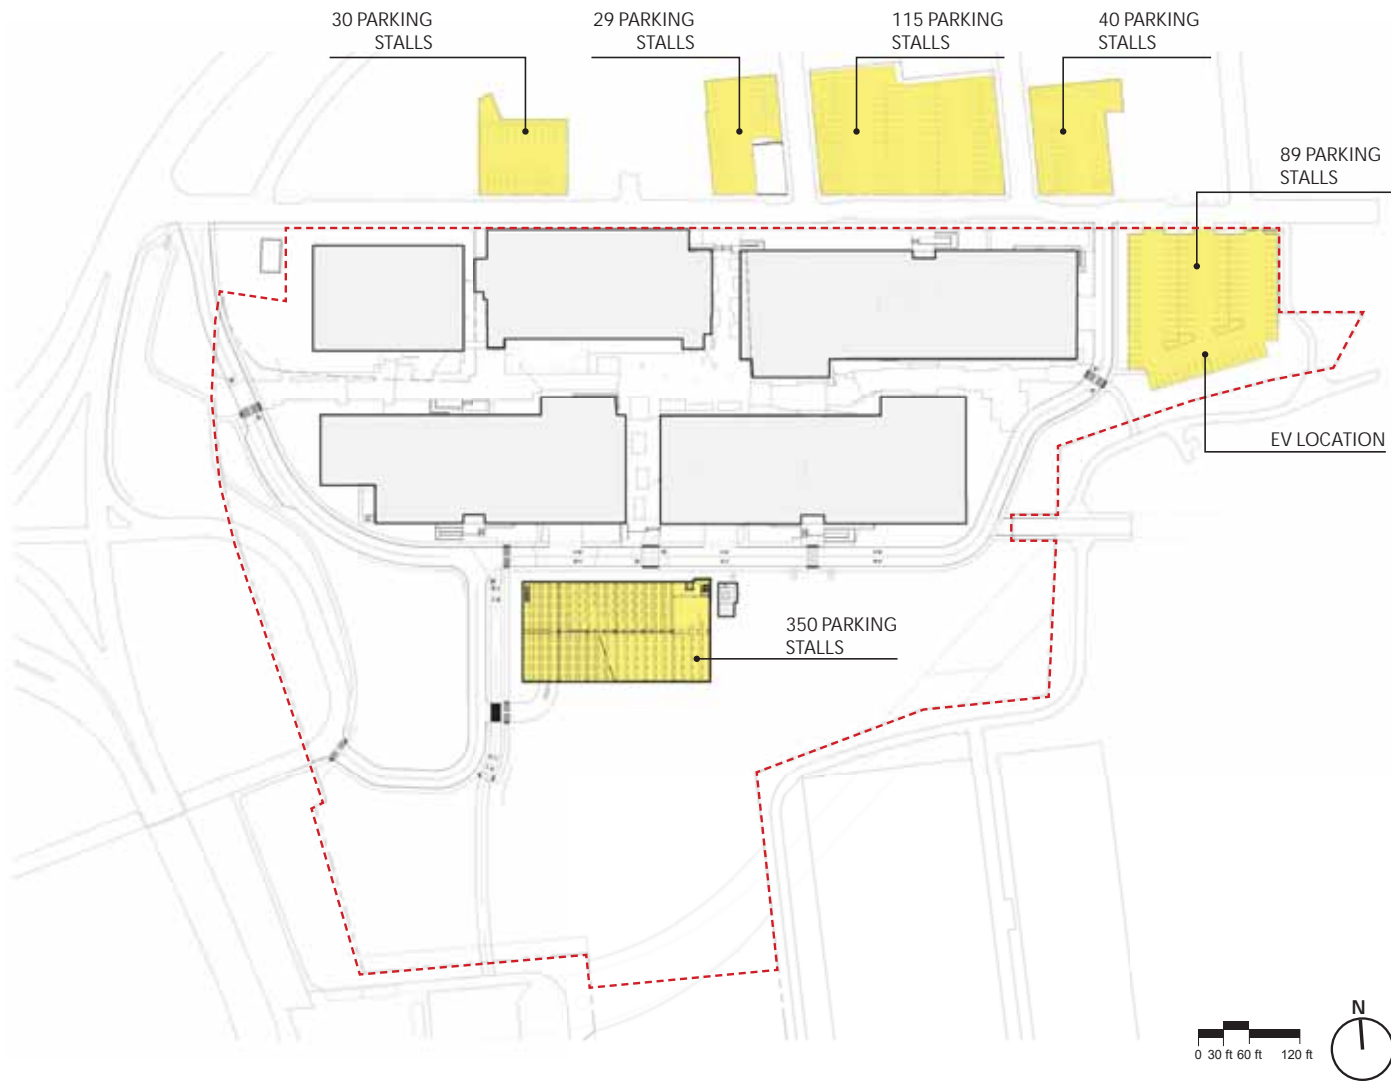 30 PARKING
STALLS
29 PARKING
STALLS
115 PARKING
STALLS
40 PARKING
STALLS
89 PARKING
STALLS
EV LOCATION
350 PARKING
STALLS
N
0 30 ft 60 ft 120 ft